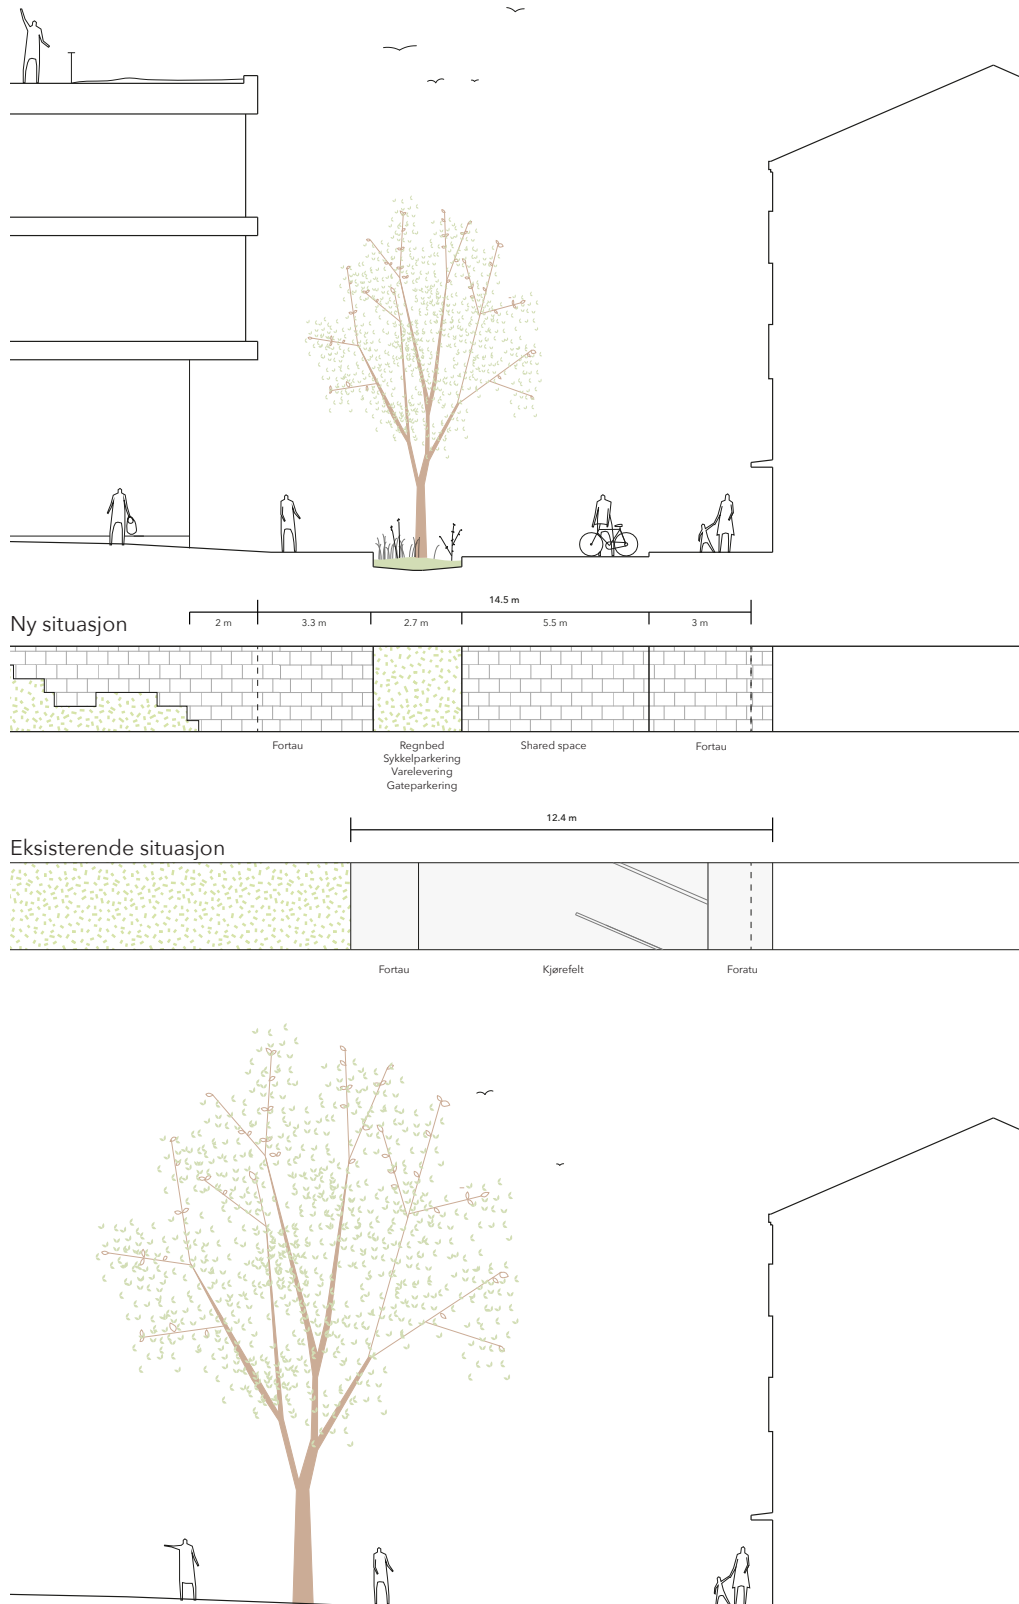 14.5 m
Ny situasjon
2 m 3.3 m 2.7 m 5.5 m 3 m
Fortau Regnbed Shared space Fortau
Sykkelparkering
Varelevering
Gateparkering
12.4 m
Eksisterende situasjon
Fortau Kjørefelt Foratu